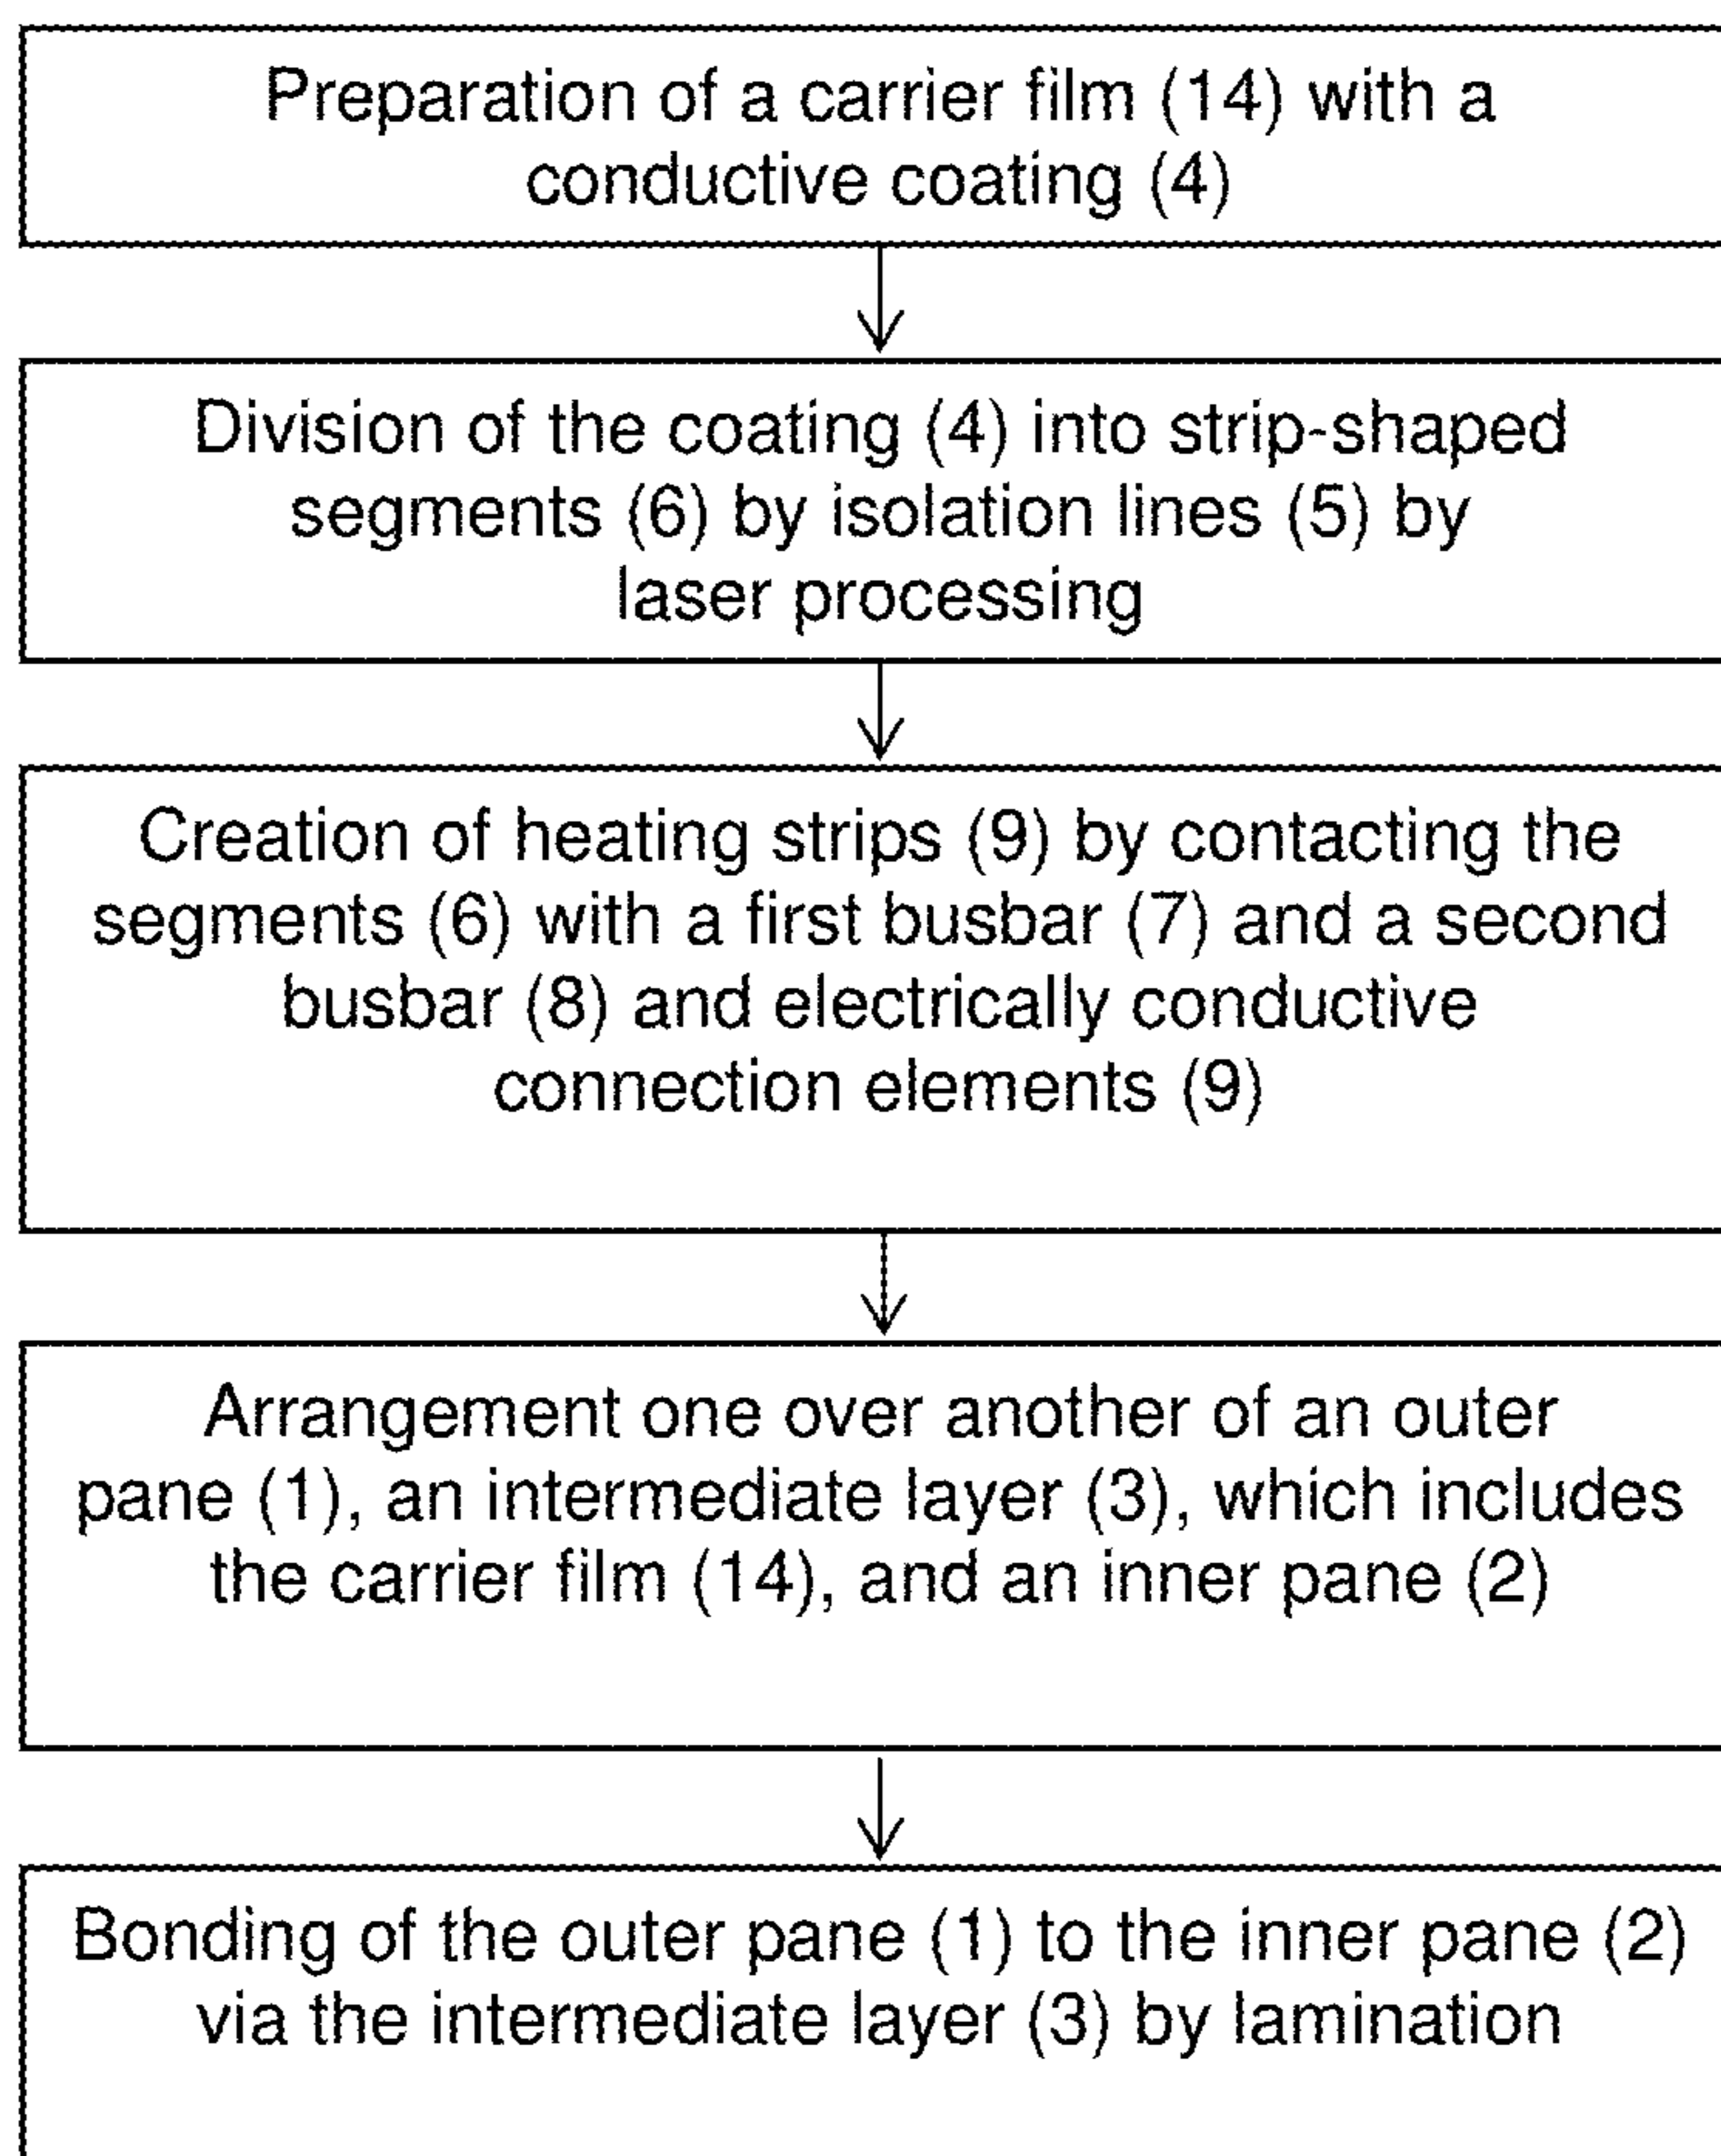 Preparation of a carrier film (14) with a
conductive coating (4)
Division of the coating (4) into strip-shaped
segments (6) by isolation lines (5) by
laser processing
Creation of heating strips (9) by contacting the
segments (6) with a first busbar (7) and a second
busbar (8) and electrically conductive
connection elements (9)
Arrangement one over another of an outer
pane (1), an intermediate layer (3), which includes
the carrier film (14), and an inner pane (2)
Bonding of the outer pane (1) to the inner pane (2)
via the intermediate layer (3) by lamination